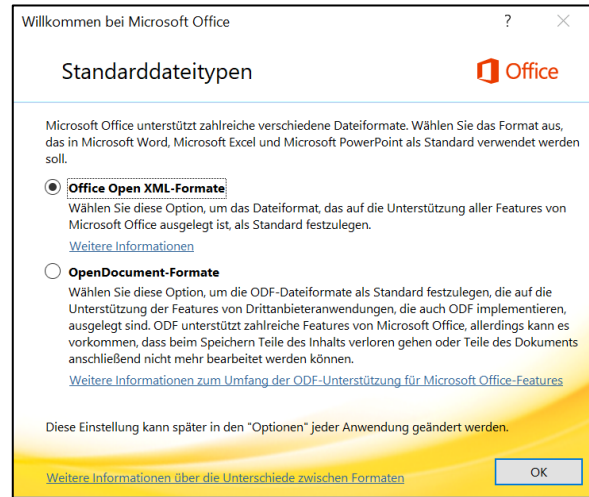 Willkommen bei Microsoft Office
?
Standarddateitypen
Office
Microsoft Office unterstützt zahlreiche verschiedene Dateiformate. Wählen Sie das Format aus,
das in Microsoft Word, Microsoft Excel und Microsoft PowerPoint als Standard verwendet werden
soll.
Office Open XML-Formate
Wählen Sie diese Option, um das Dateiformat, das auf die Unterstützung aller Features von
Microsoft Office ausgelegt ist, als Standard festzulegen.
Weitere Informationen
OpenDocument-Formate
Wählen Sie diese Option, um die ODF-Dateiformate als Standard festzulegen, die auf die
Unterstützung der Features von Drittanbieteranwendungen, die auch ODF implementieren,
ausgelegt sind. ODF unterstützt zahlreiche Features von Microsoft Office, allerdings kann es
vorkommen, dass beim Speichern Teile des Inhalts verloren gehen oder Teile des Dokuments
anschließend nicht mehr bearbeitet werden können.
Weitere Informationen zum Umfang der ODF-Unterstützung für Microsoft Office-Features
Diese Einstellung kann später in den "Optionen" jeder Anwendung geändert werden.
Weitere Informationen über die Unterschiede zwischen Formaten
OK